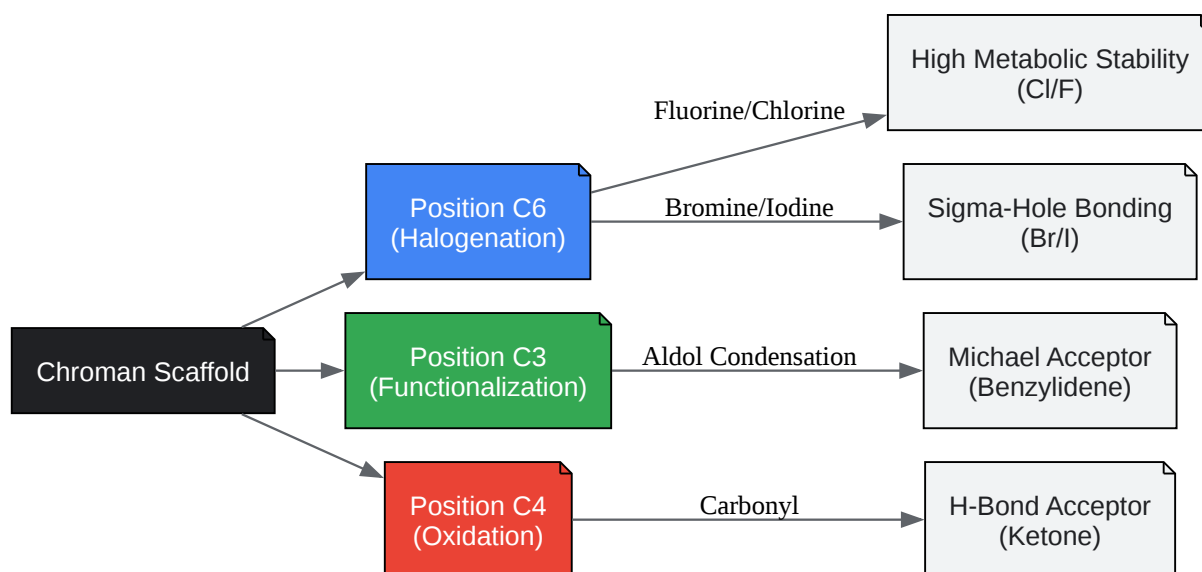 Chroman Scaffold
Position C6
(Halogenation)
Fluorine/Chlorine
High Metabolic Stability
(Cl/F)
Bromine/Iodine
Sigma-Hole Bonding
(Br/I)
Position C3
(Functionalization)
Aldol Condensation
Michael Acceptor
(Benzylidene)
Position C4
(Oxidation)
Carbonyl
H-Bond Acceptor
(Ketone)